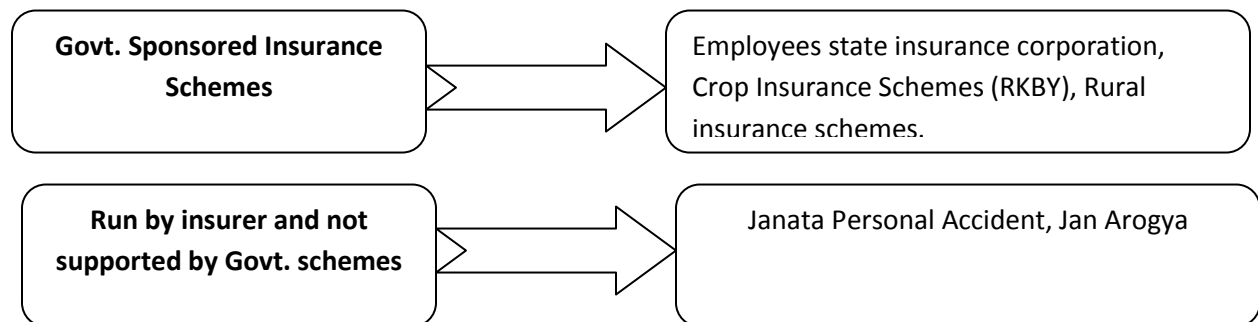 Govt. Sponsored Insurance
Schemes
Employees state insurance corporation,
Crop Insurance Schemes (RKBY), Rural
insurance schemes.
Run by insurer and not
supported by Govt. schemes
Janata Personal Accident, Jan Arogya